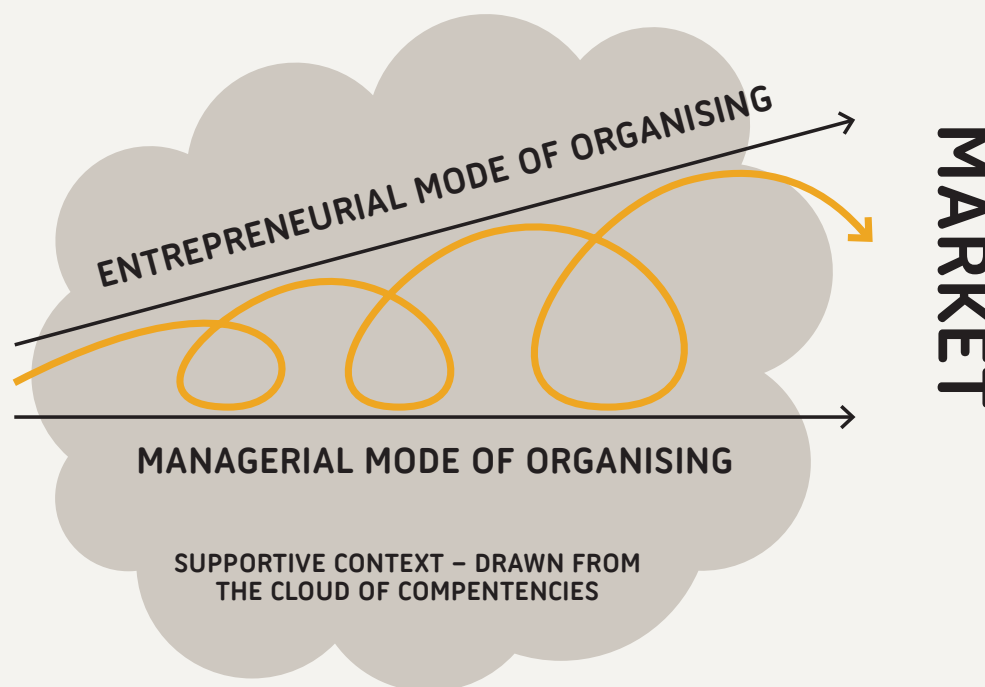 ENTREPRENEURIAL MODE OF ORGANISING
MARKET
MANAGERIAL MODE OF ORGANISING
SUPPORTIVE CONTEXT – DRAWN FROM
THE CLOUD OF COMPENTENCIES